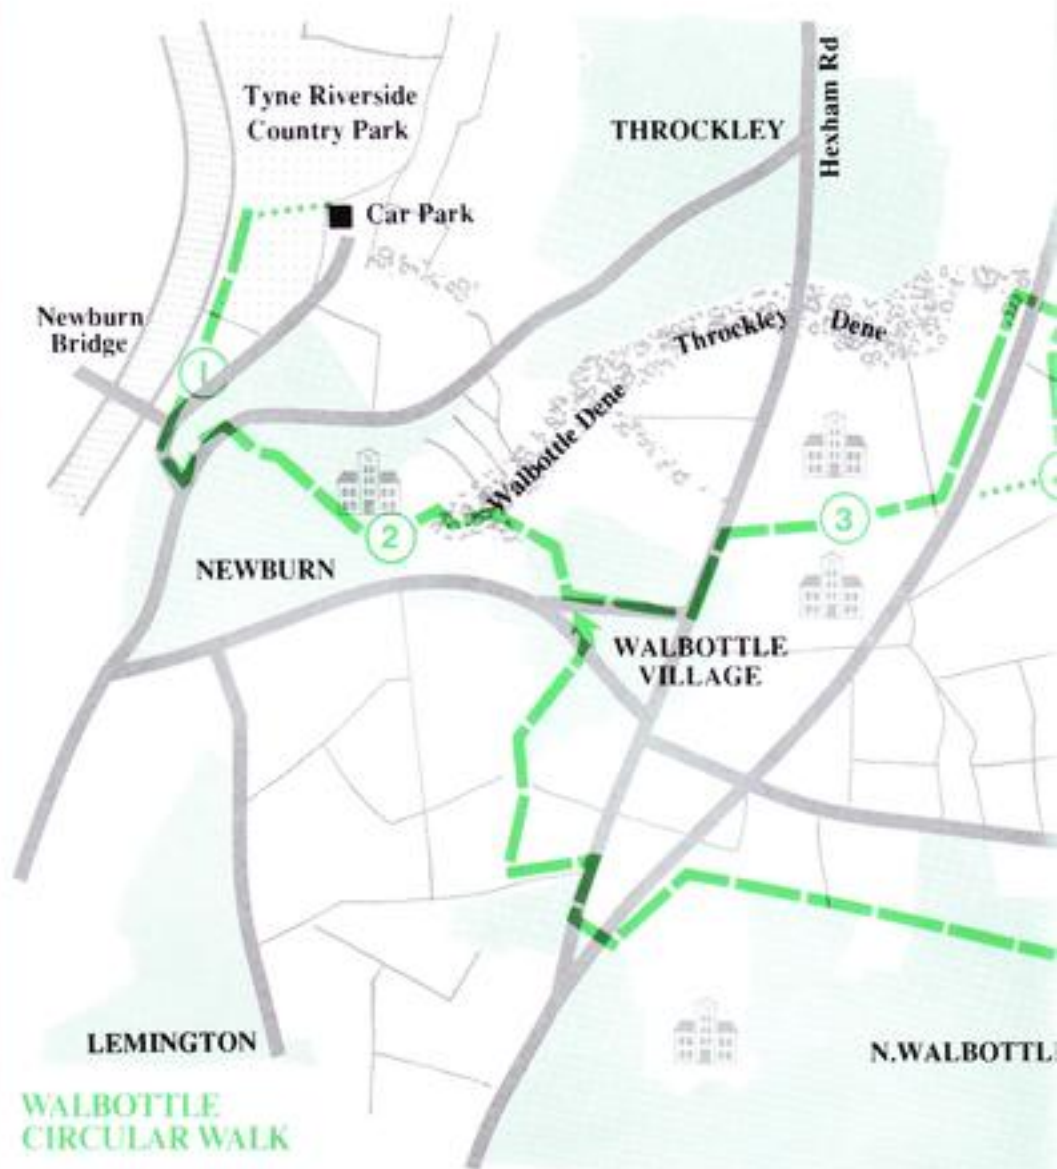 Tyne Riverside
Country Park
THROCKLEY
Hexham Rd
Car Park
Newburn
Bridge
Throckley
Dene
1
Walbottle Dene
2
3
NEWBURN
WALBOTTLE
VILLAGE
LEMINGTON
N.WALBOTTL
WALBOTTLE
CIRCULAR WALK